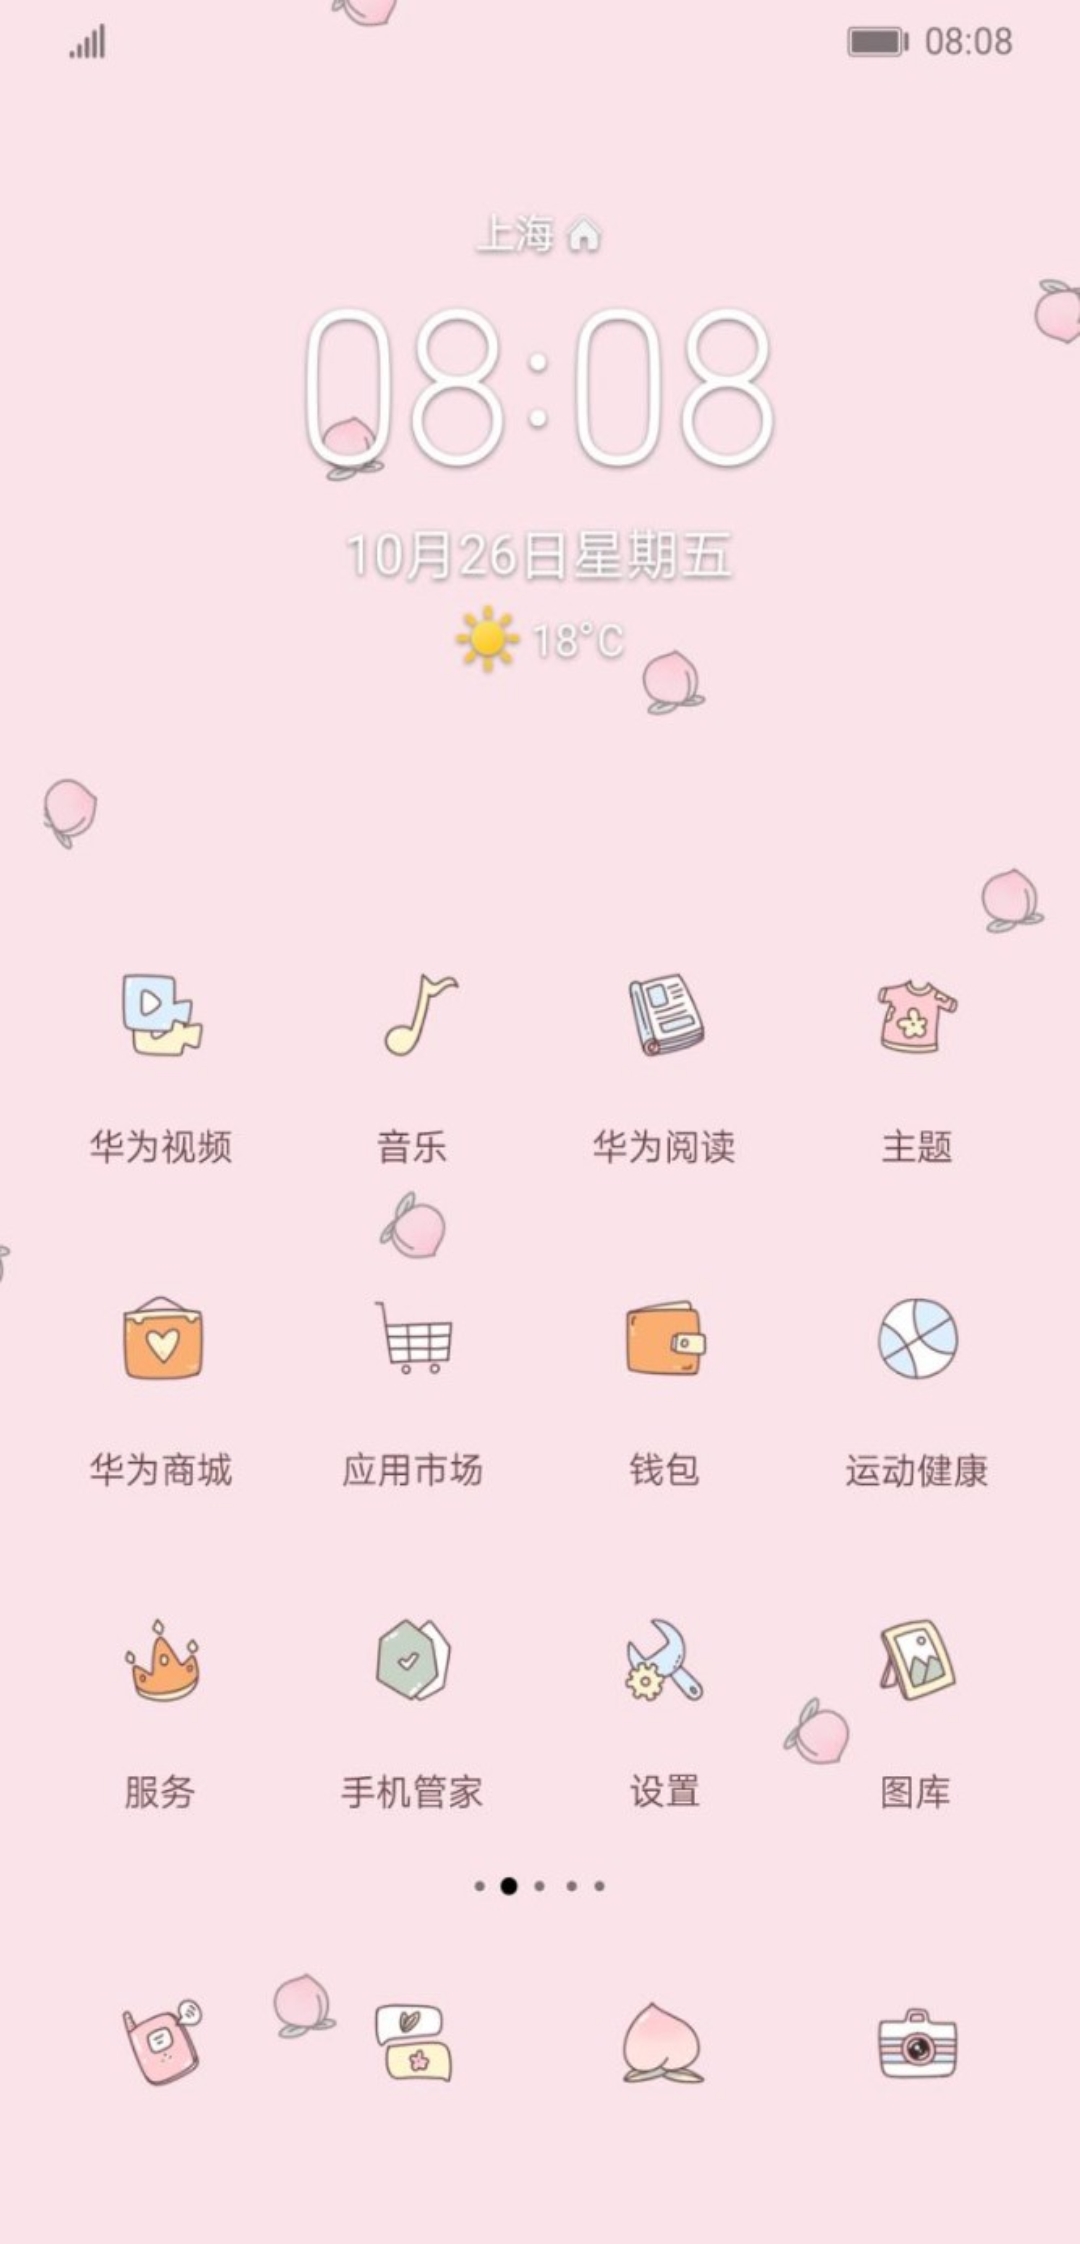 08:08
上海
08:08
10月26日星期五
18°C
华为视频 音乐 华为阅读 主题
华为商城 应用市场 钱包 运动健康
服务 手机管家 设置 图库